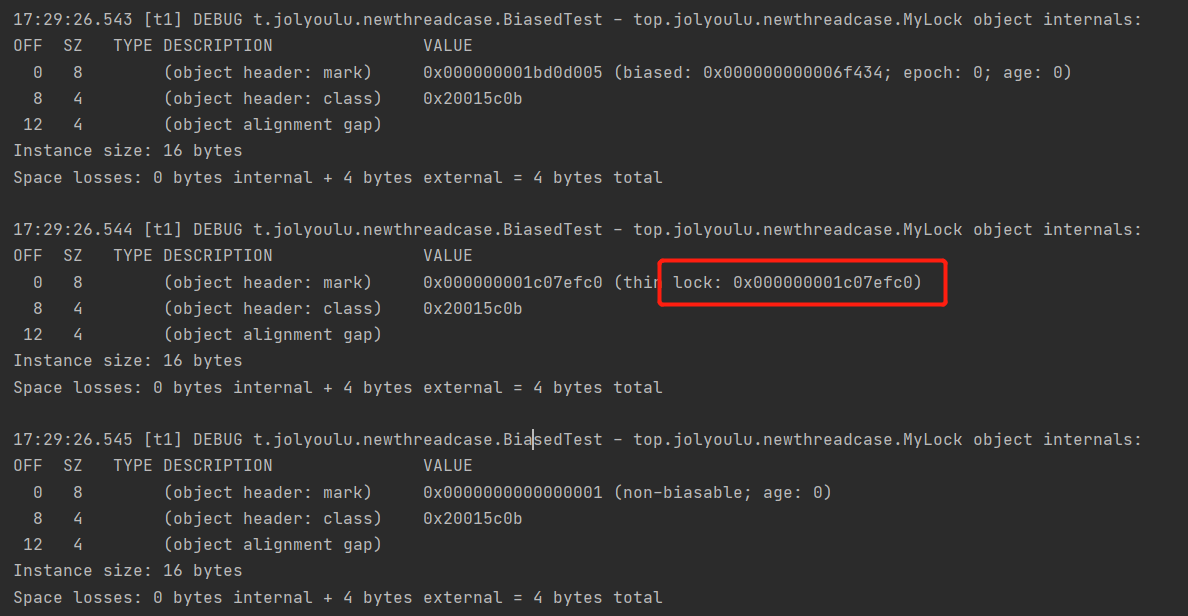 17:29:26.543 [t1] DEBUG t.jolyoulu.newthreadcase.BiasedTest - top.jolyoulu.newthreadcase.MyLock object internals:
OFF  SZ   TYPE DESCRIPTION               VALUE
  0   8        (object header: mark)     0x000000001bd0d005 (biased: 0x000000000006f434; epoch: 0; age: 0)
  8   4        (object header: class)    0x20015c0b
 12   4        (object alignment gap)
Instance size: 16 bytes
Space losses: 0 bytes internal + 4 bytes external = 4 bytes total
17:29:26.544 [t1] DEBUG t.jolyoulu.newthreadcase.BiasedTest - top.jolyoulu.newthreadcase.MyLock object internals:
OFF  SZ   TYPE DESCRIPTION               VALUE
  0   8        (object header: mark)     0x000000001c07efc0 (thin lock: 0x000000001c07efc0)
  8   4        (object header: class)    0x20015c0b
 12   4        (object alignment gap)
Instance size: 16 bytes
Space losses: 0 bytes internal + 4 bytes external = 4 bytes total
17:29:26.545 [t1] DEBUG t.jolyoulu.newthreadcase.BiasedTest - top.jolyoulu.newthreadcase.MyLock object internals:
OFF  SZ   TYPE DESCRIPTION               VALUE
  0   8        (object header: mark)     0x0000000000000001 (non-biasable; age: 0)
  8   4        (object header: class)    0x20015c0b
 12   4        (object alignment gap)
Instance size: 16 bytes
Space losses: 0 bytes internal + 4 bytes external = 4 bytes total